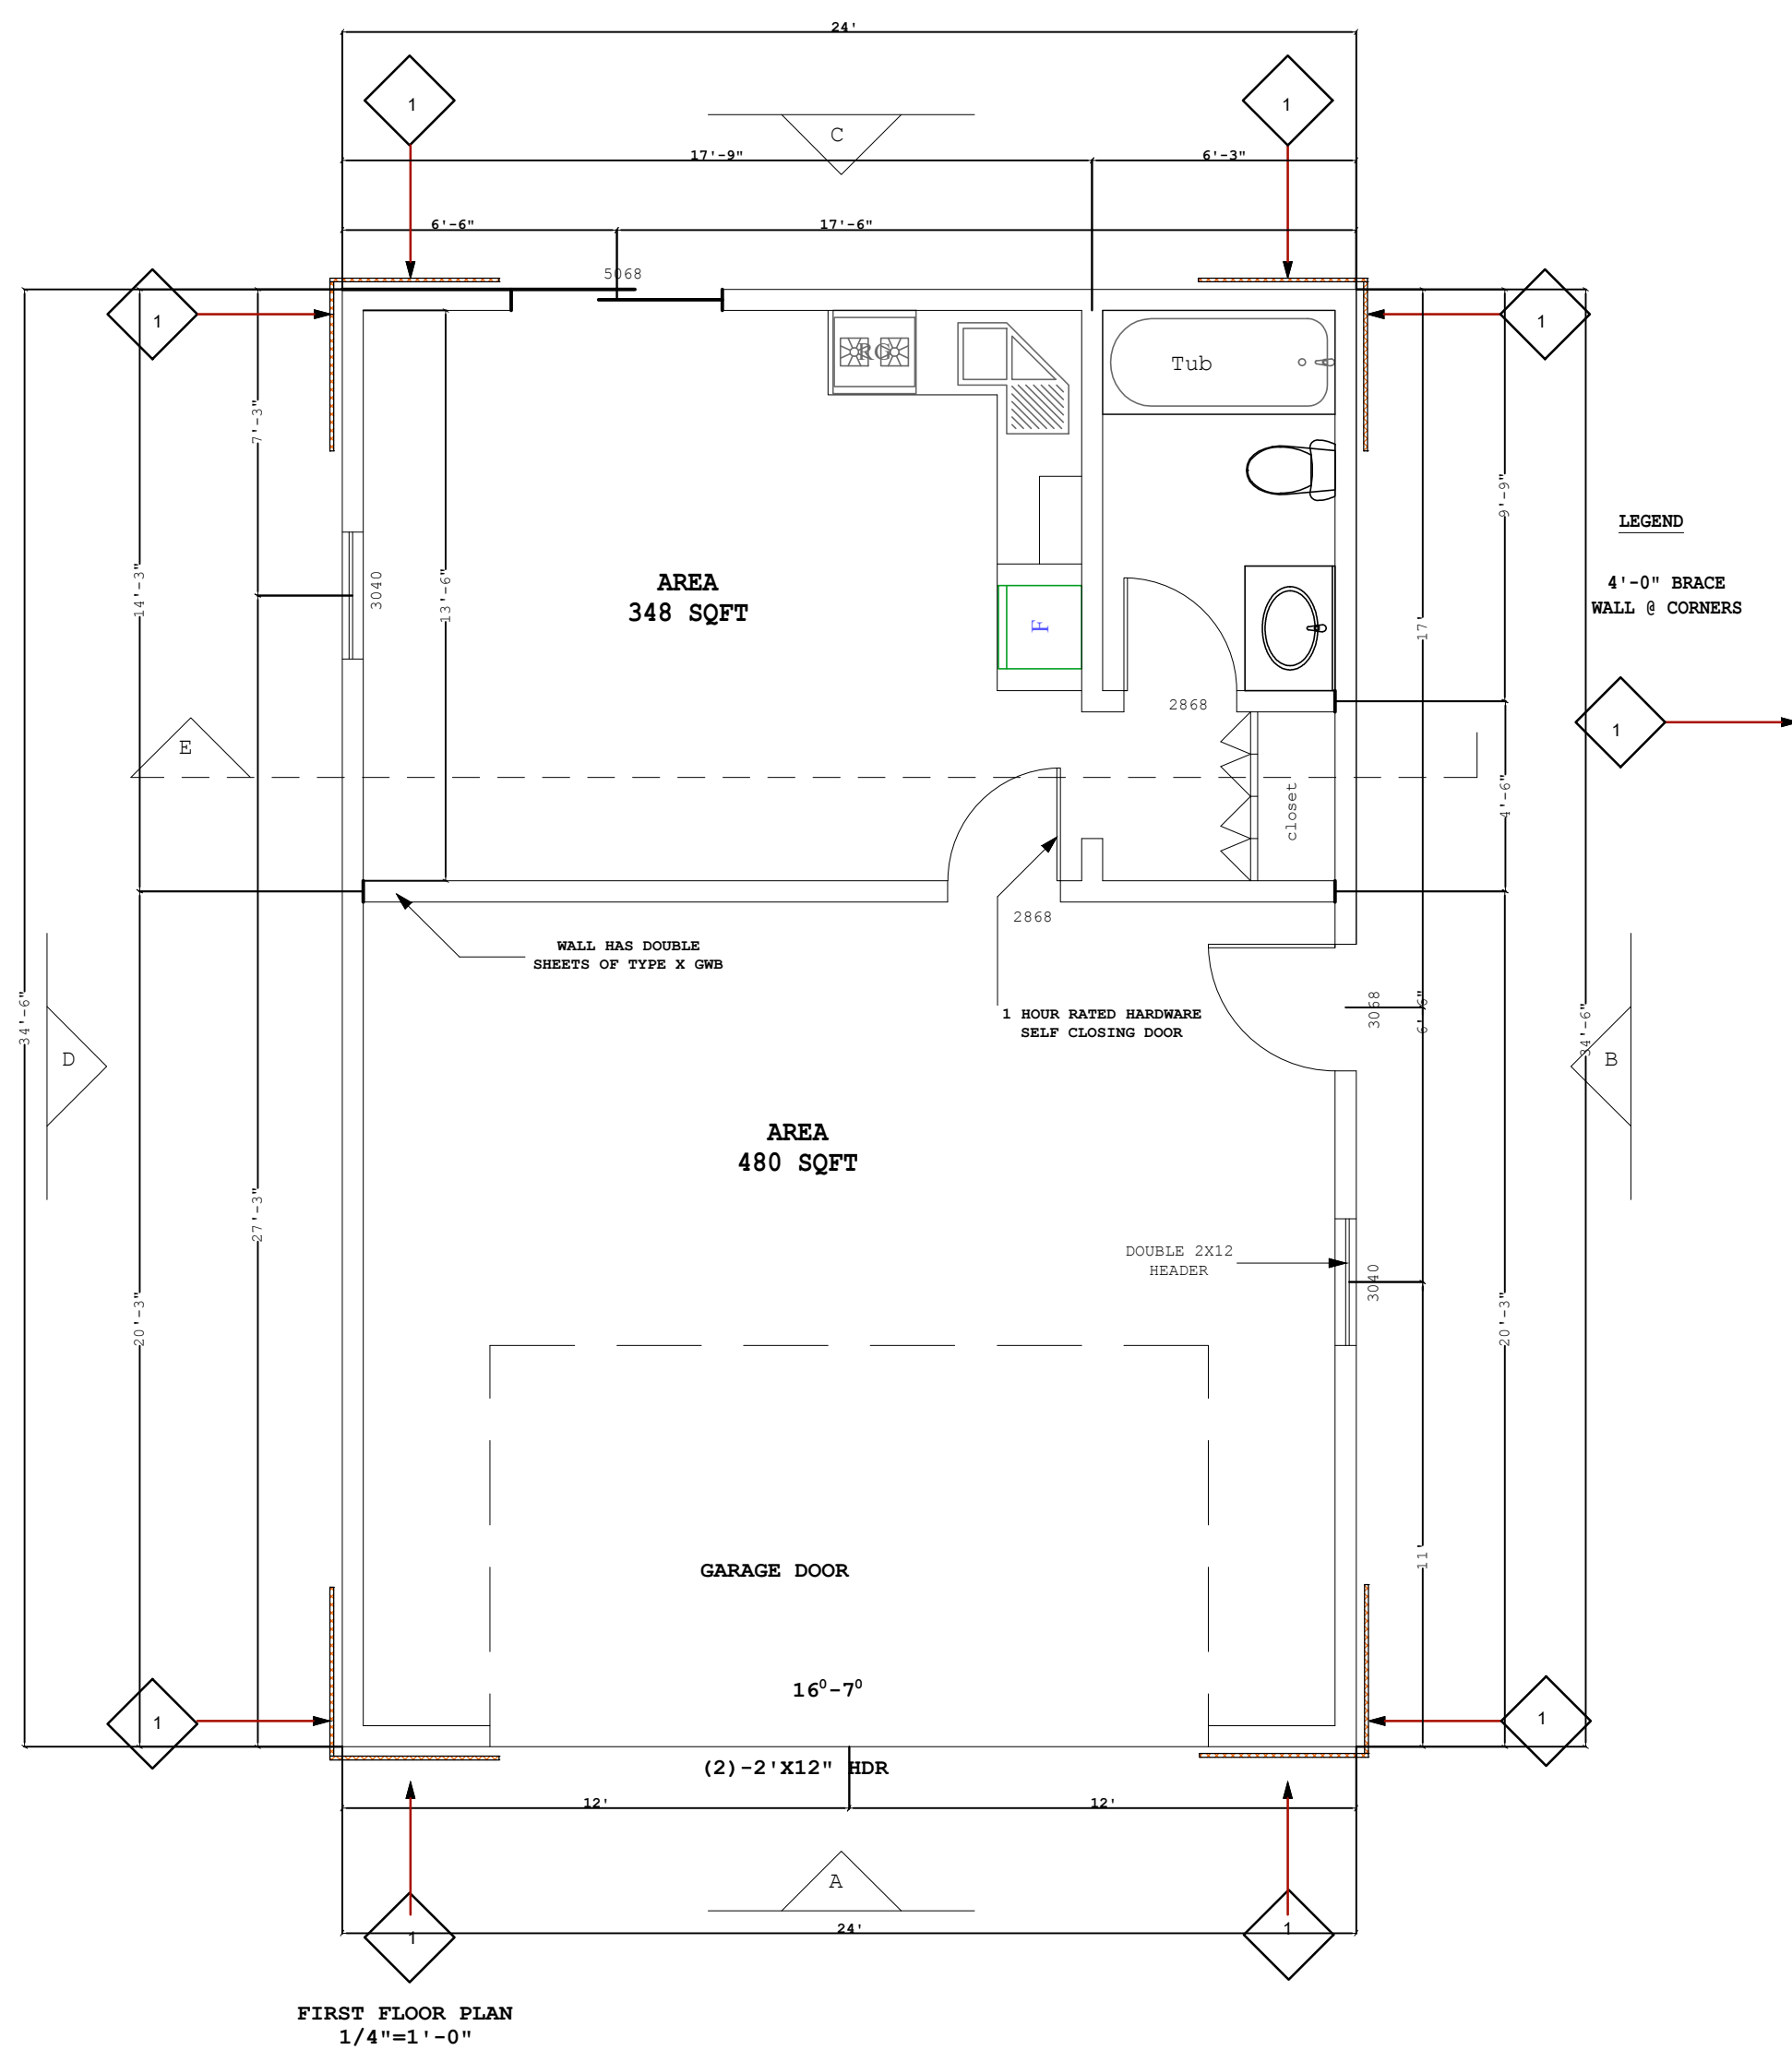 24'
1
1
C
17'-9"
6'-3"
6'-6"
17'-6"
5068
1
1
RG
Tub
7'-3"
9'-9"
LEGEND
4'-0" BRACE
WALL @ CORNERS
14'-3"
3040
13'-6"
AREA
348 SQFT
F
17'
2868
1
E
closet
4'-6"
2868
WALL HAS DOUBLE
SHEETS OF TYPE X GWB
1 HOUR RATED HARDWARE
SELF CLOSING DOOR
3068
6'-6"
34'-6"
34'-6"
D
B
AREA
480 SQFT
27'-3"
DOUBLE 2X12
HEADER
3040
20'-3"
20'-3"
11'
GARAGE DOOR
16⁰-7⁰
1
1
(2)-2'X12" HDR
12'
12'
A
24'
1
1
FIRST FLOOR PLAN
1/4"=1'-0"